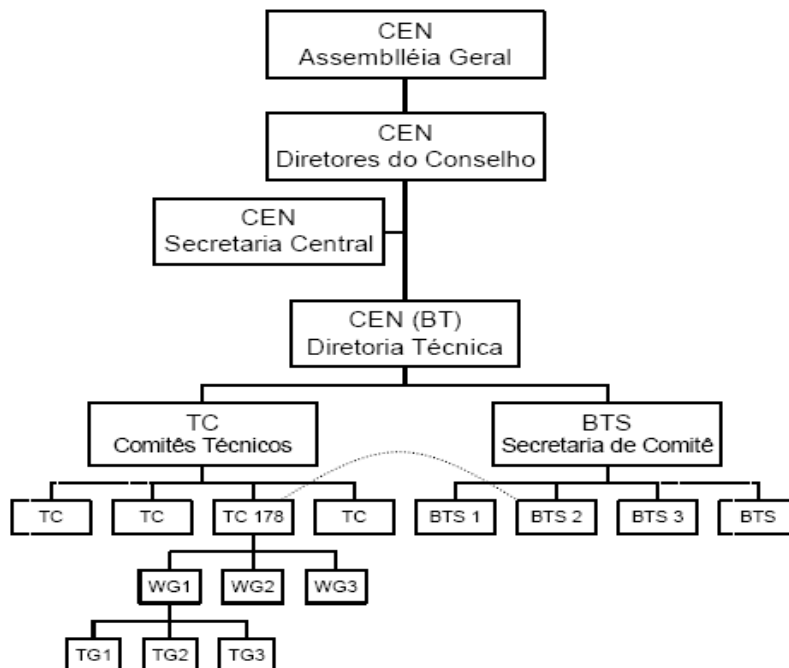 CEN
Assemblléia Geral
CEN
Diretores do Conselho
CEN
Secretaria Central
CEN (BT)
Diretoria Técnica
TC
Comitês Técnicos
BTS
Secretaria de Comitê
TC
TC
TC 178
TC
BTS 1
BTS 2
BTS 3
BTS
WG1
WG2
WG3
TG1
TG2
TG3